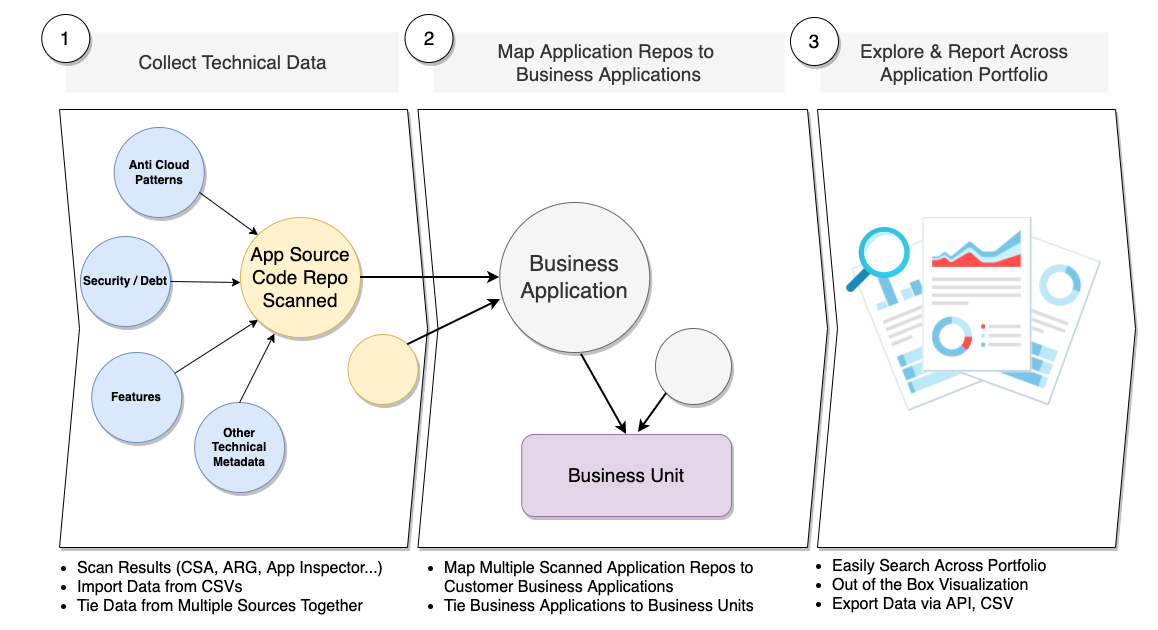 1
Collect Technical Data
2
Map Application Repos to
Business Applications
3
Explore & Report Across
Application Portfolio
Anti Cloud
Patterns
Security / Debt
Features
Other
Technical
Metadata
App Source
Code Repo
Scanned
Business
Application
Business Unit
• Scan Results (CSA, ARG, App Inspector...)
• Import Data from CSVs
• Tie Data from Multiple Sources Together
• Map Multiple Scanned Application Repos to
Customer Business Applications
• Tie Business Applications to Business Units
• Easily Search Across Portfolio
• Out of the Box Visualization
• Export Data via API, CSV